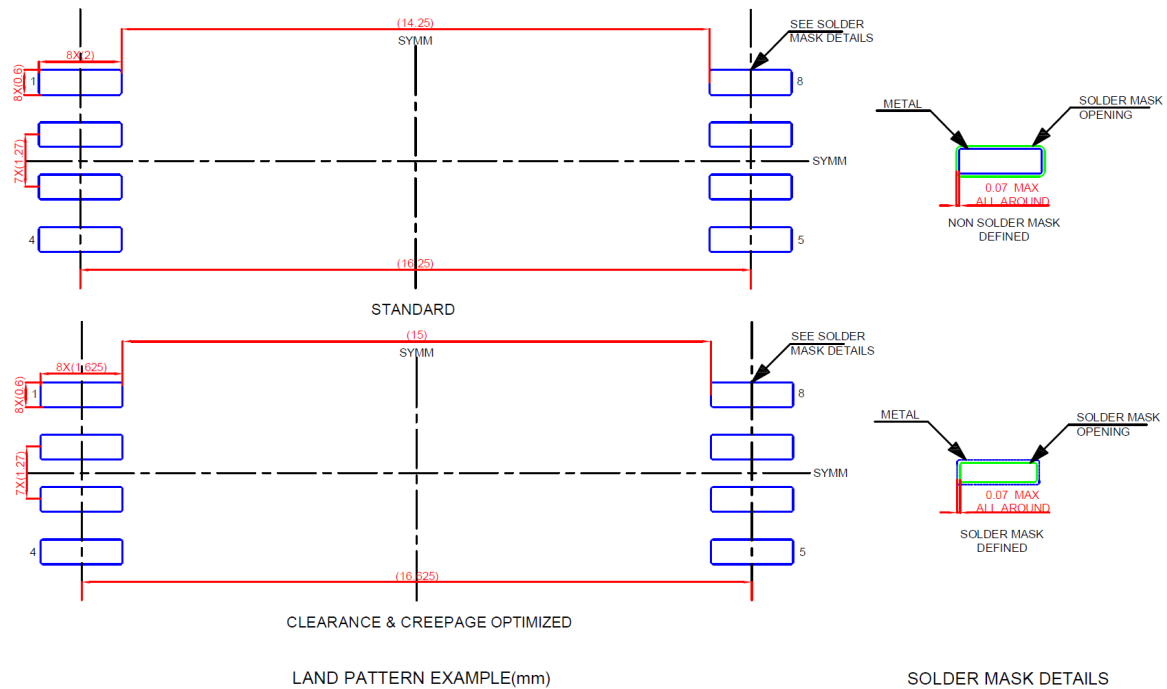 (14.25)
SYMM
SEE SOLDER
MASK DETAILS
8X(2)
8X(0.6)
1
8
7X(1.27)
SYMM
4
5
(16.25)
STANDARD
METAL
SOLDER MASK
OPENING
0.07 MAX
ALL AROUND
NON SOLDER MASK
DEFINED
(15)
SYMM
SEE SOLDER
MASK DETAILS
8X(1.625)
8X(0.6)
1
8
7X(1.27)
SYMM
4
5
(16.625)
CLEARANCE & CREEPAGE OPTIMIZED
METAL
SOLDER MASK
OPENING
0.07 MAX
ALL AROUND
SOLDER MASK
DEFINED
LAND PATTERN EXAMPLE(mm)
SOLDER MASK DETAILS